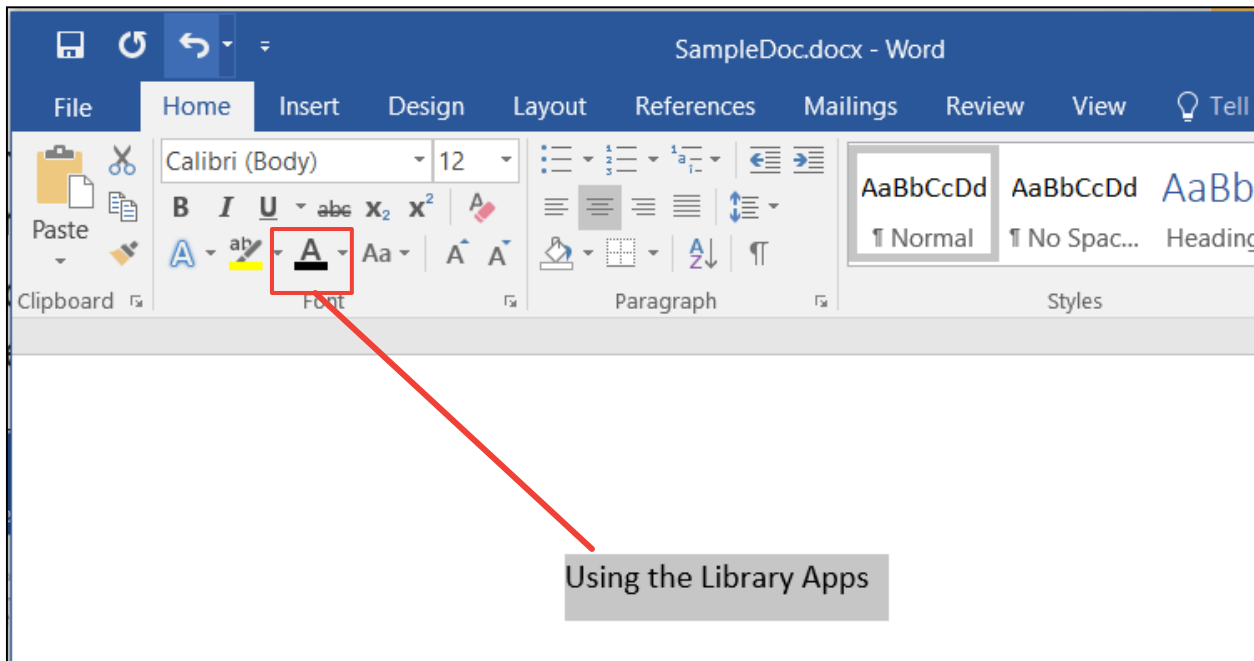 SampleDoc.docx - Word
File Home Insert Design Layout References Mailings Review View Tell
Calibri (Body) 12
Paste
B I U abc X₂ X² A
A ab A Aa A A A Z ¶
AaBbCcDd AaBbCcDd AaBb
¶ Normal ¶ No Spac... Heading
Clipboard Font Paragraph Styles
Using the Library Apps